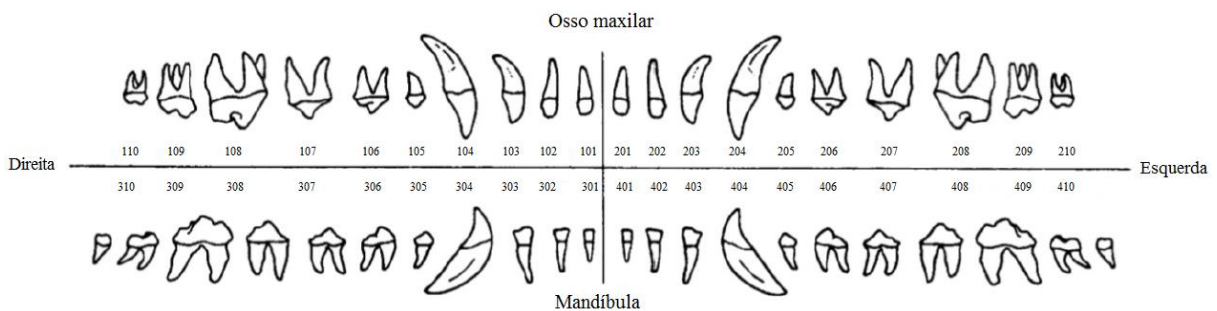 Osso maxilar
110 109 108 107 106 105 104 103 102 101 201 202 203 204 205 206 207 208 209 210
Direita Esquerda
310 309 308 307 306 305 304 303 302 301 401 402 403 404 405 406 407 408 409 410
Mandíbula